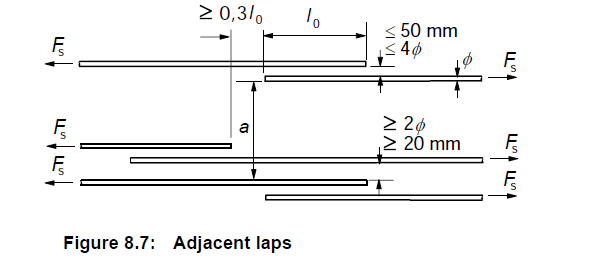 ≥ 0,3l₀
l₀
≤ 50 mm
≤ 4ϕ
Fₛ
ϕ
Fₛ
a
≥ 2ϕ
≥ 20 mm
Fₛ
Fₛ
Fₛ
Fₛ
Figure 8.7: Adjacent laps